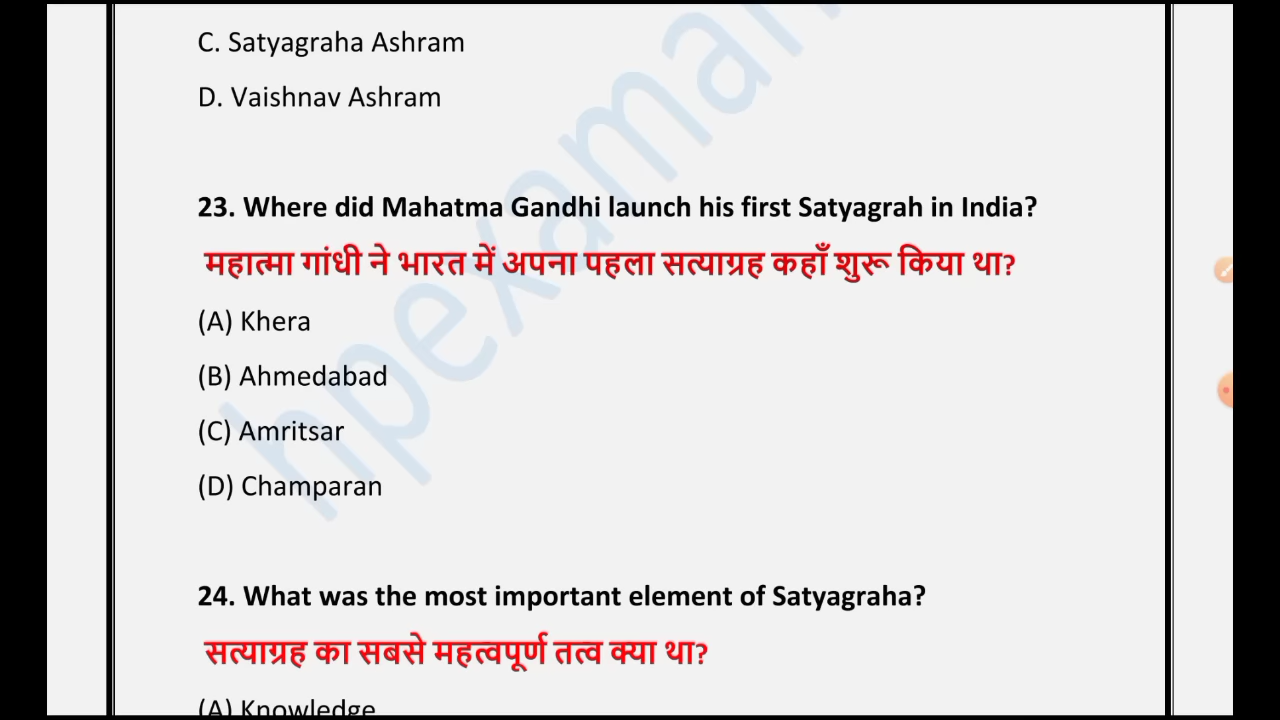 C. Satyagraha Ashram
D. Vaishnav Ashram
23. Where did Mahatma Gandhi launch his first Satyagrah in India?
महात्मा गांधी ने भारत में अपना पहला सत्याग्रह कहाँ शुरू किया था?
(A) Khera
(B) Ahmedabad
(C) Amritsar
(D) Champaran
24. What was the most important element of Satyagraha?
सत्याग्रह का सबसे महत्वपूर्ण तत्व क्या था?
(A) Knowledge